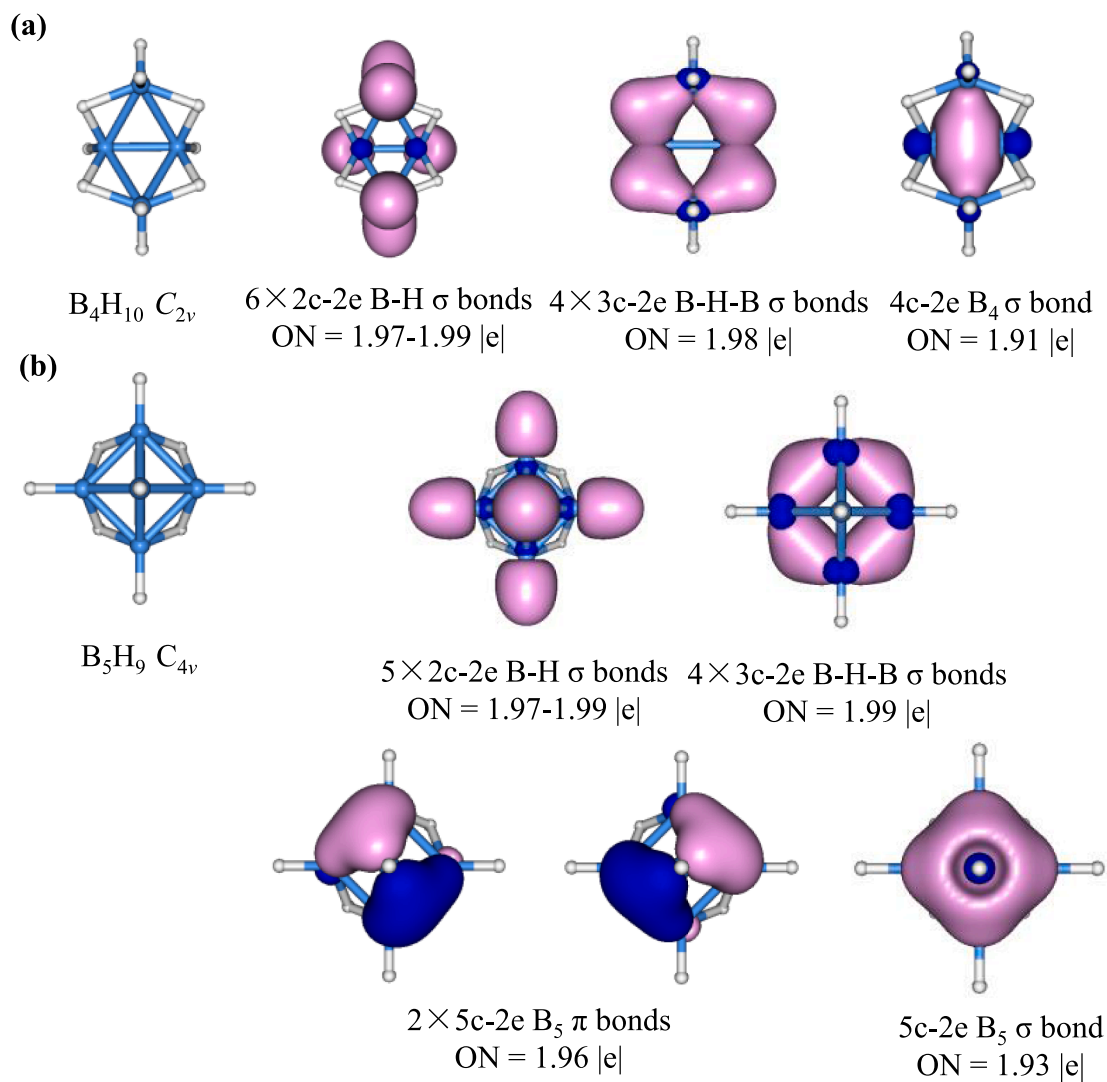 (a)
B₄H₁₀ C₂ᵥ
6×2c-2e B-H σ bonds
ON = 1.97-1.99 |e|
4×3c-2e B-H-B σ bonds
ON = 1.98 |e|
4c-2e B₄ σ bond
ON = 1.91 |e|
(b)
B₅H₉ C₄ᵥ
5×2c-2e B-H σ bonds
ON = 1.97-1.99 |e|
4×3c-2e B-H-B σ bonds
ON = 1.99 |e|
2×5c-2e B₅ π bonds
ON = 1.96 |e|
5c-2e B₅ σ bond
ON = 1.93 |e|